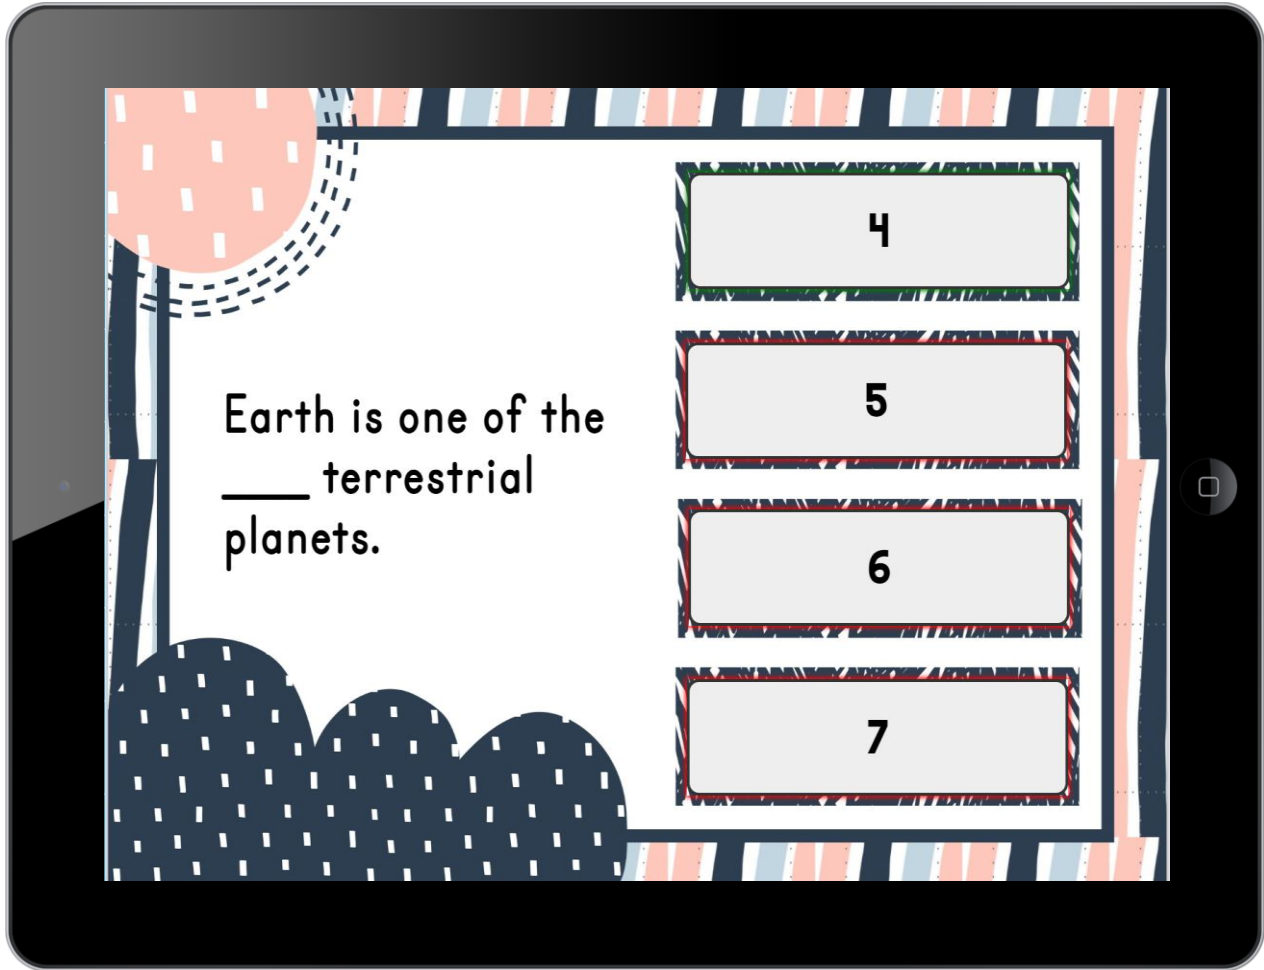 Earth is one of the
____ terrestrial
planets.
4
5
6
7